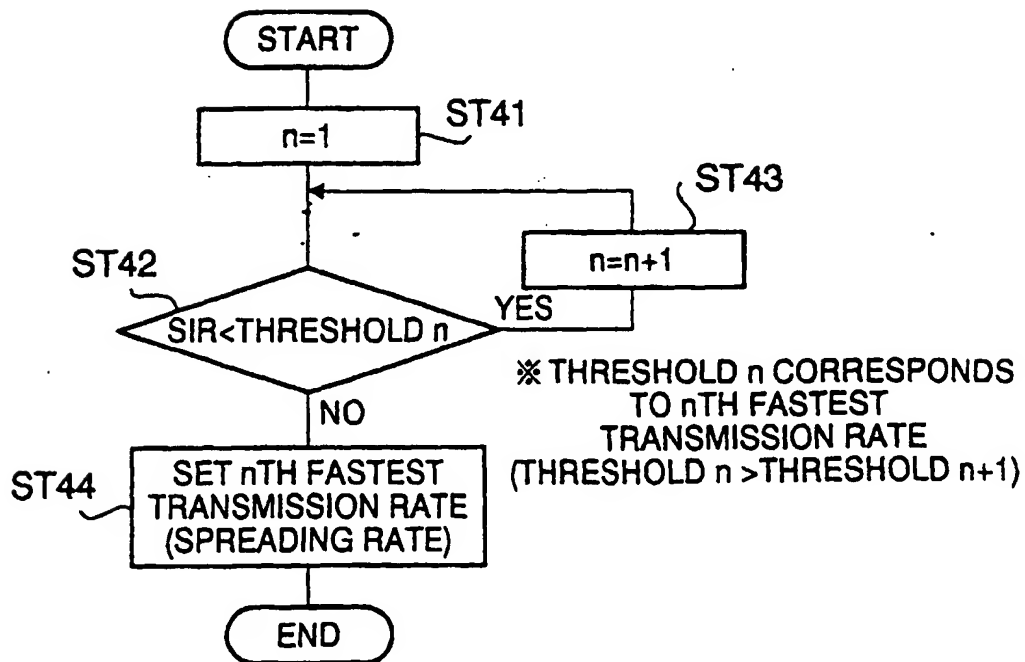 START
n=1
ST41
ST43
n=n+1
ST42
SIR<THRESHOLD n
YES
NO
※ THRESHOLD n CORRESPONDS
TO nTH FASTEST
TRANSMISSION RATE
(THRESHOLD n >THRESHOLD n+1)
ST44
SET nTH FASTEST
TRANSMISSION RATE
(SPREADING RATE)
END